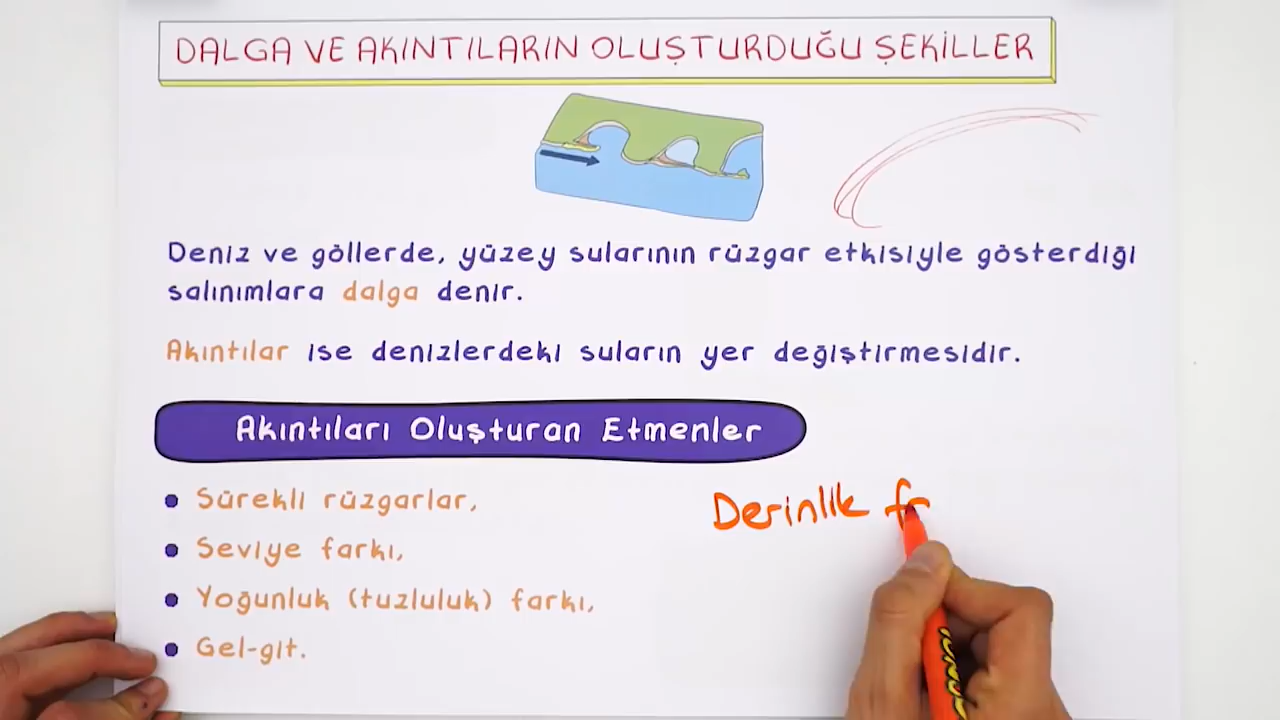 DALGA VE AKINTILARIN OLUŞTURDUĞU ŞEKİLLER
Deniz ve göllerde, yüzey sularının rüzgar etkisiyle gösterdiği
salınımlara dalga denir.
Akıntılar ise denizlerdeki suların yer değiştirmesidir.
Akıntıları Oluşturan Etmenler
Sürekli rüzgarlar,
Seviye farkı,
Yoğunluk (tuzluluk) farkı,
Gel-git.
Derinlik